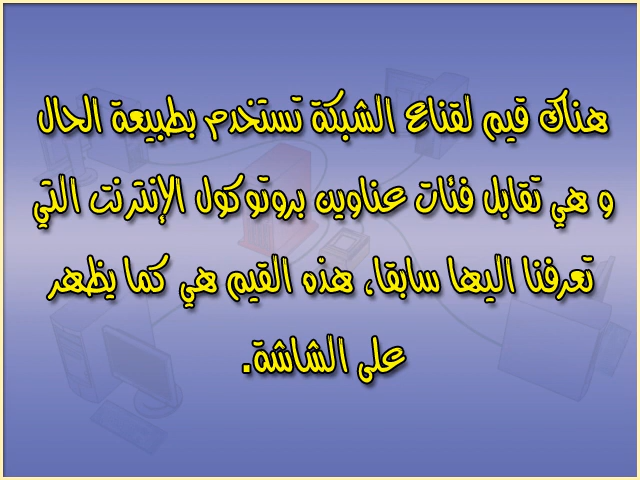 هناك قيم لقناع الشبكة تستخدم بطبيعة الحال
و هي تقابل فئات عناوين بروتوكول الإنترنت التي
تعرفنا اليها سابقا، هذه القيم هي كما يظهر
على الشاشة.